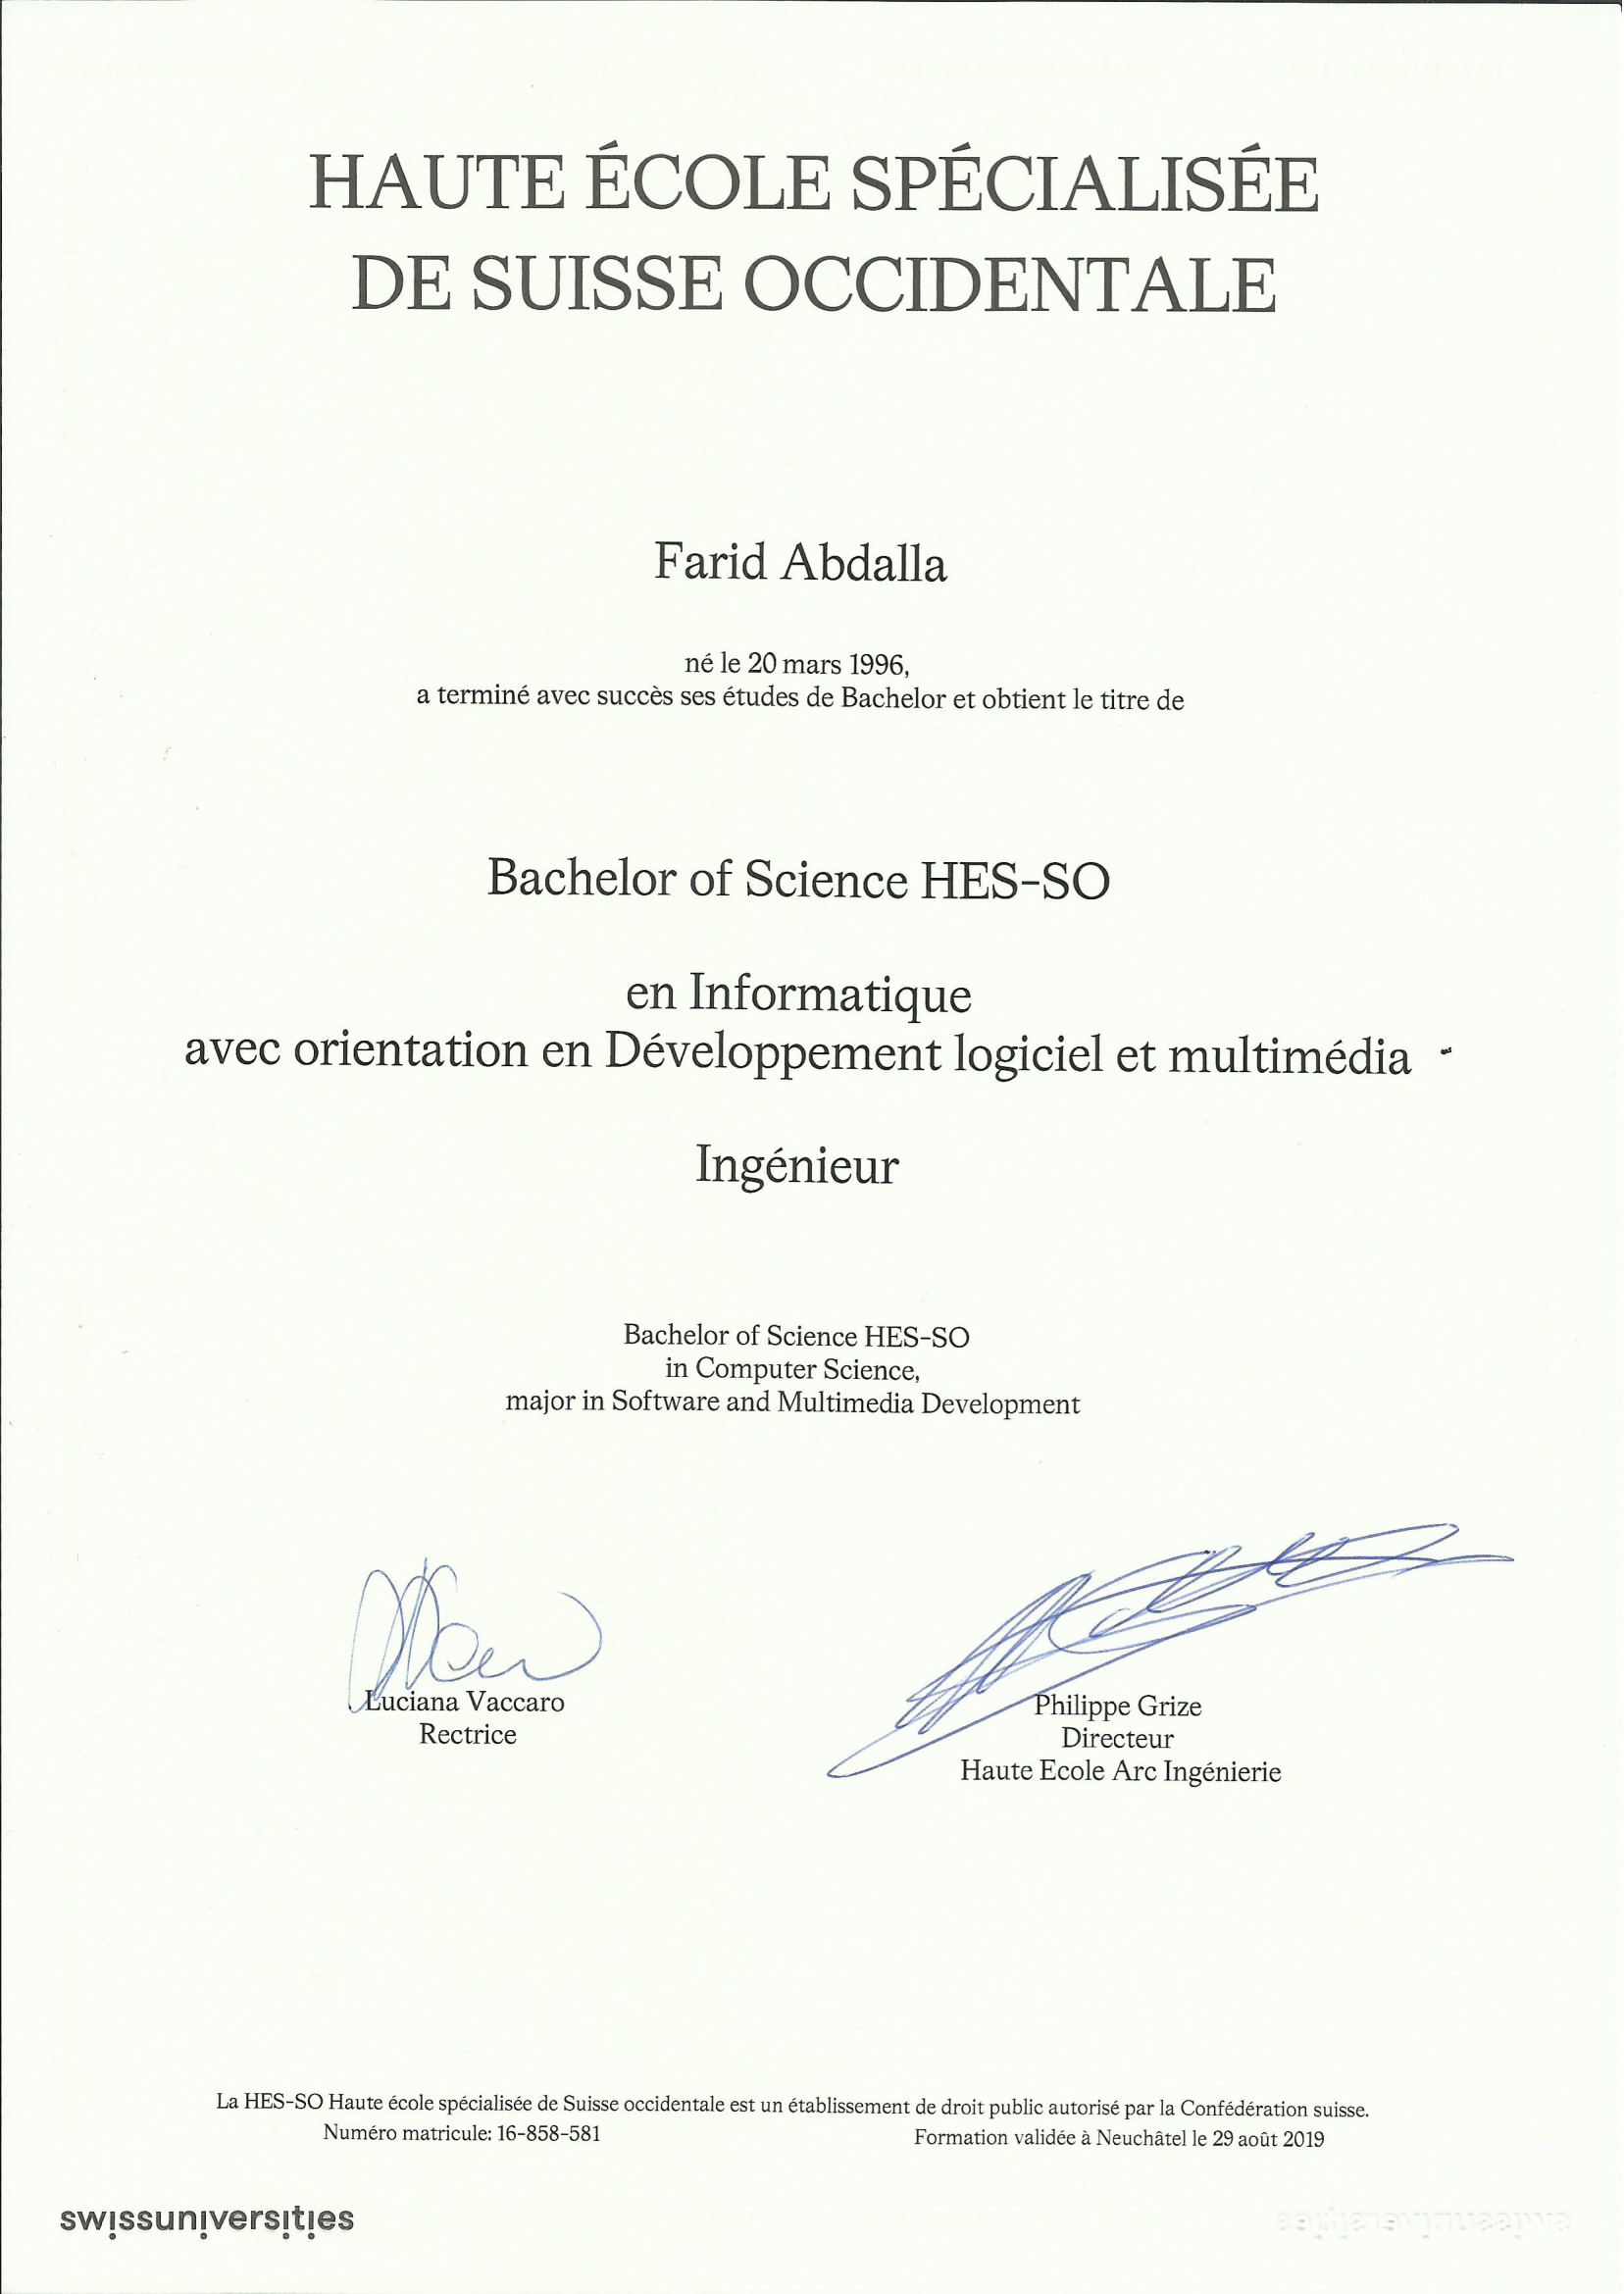 HAUTE ÉCOLE SPÉCIALISÉE
DE SUISSE OCCIDENTALE
Farid Abdalla
né le 20 mars 1996,
a terminé avec succès ses études de Bachelor et obtient le titre de
Bachelor of Science HES-SO
en Informatique
avec orientation en Développement logiciel et multimédia
Ingénieur
Bachelor of Science HES-SO
in Computer Science,
major in Software and Multimedia Development
Luciana Vaccaro
Rectrice
Philippe Grize
Directeur
Haute Ecole Arc Ingénierie
La HES-SO Haute école spécialisée de Suisse occidentale est un établissement de droit public autorisé par la Confédération suisse.
Numéro matricule: 16-858-581
Formation validée à Neuchâtel le 29 août 2019
swissuniversities